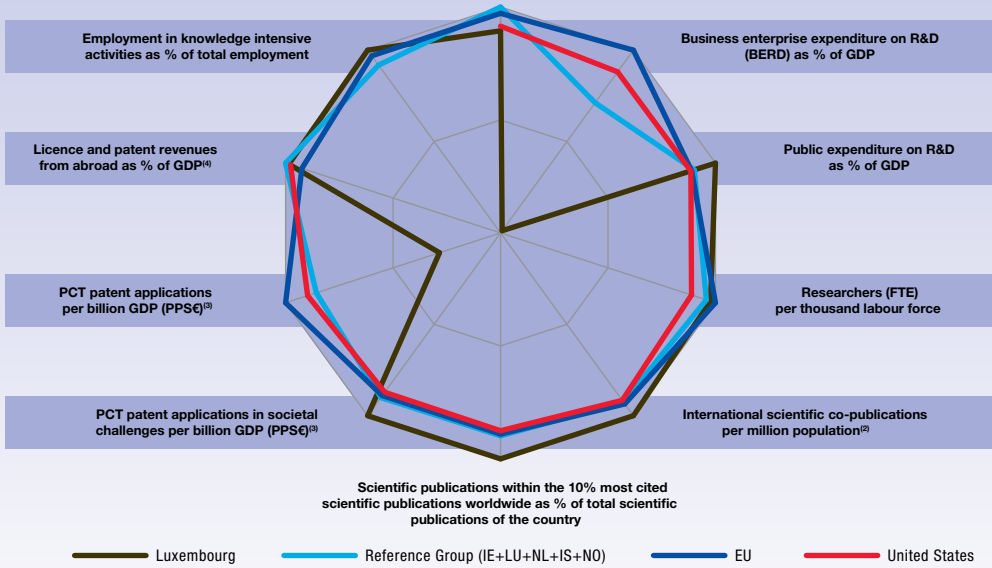 Employment in knowledge intensive
activities as % of total employment
Business enterprise expenditure on R&D
(BERD) as % of GDP
Licence and patent revenues
from abroad as % of GDP(4)
Public expenditure on R&D
as % of GDP
PCT patent applications
per billion GDP (PPS€)(3)
Researchers (FTE)
per thousand labour force
PCT patent applications in societal
challenges per billion GDP (PPS€)(3)
International scientific co-publications
per million population(2)
Scientific publications within the 10% most cited
scientific publications worldwide as % of total scientific
publications of the country
Luxembourg
Reference Group (IE+LU+NL+IS+NO)
EU
United States